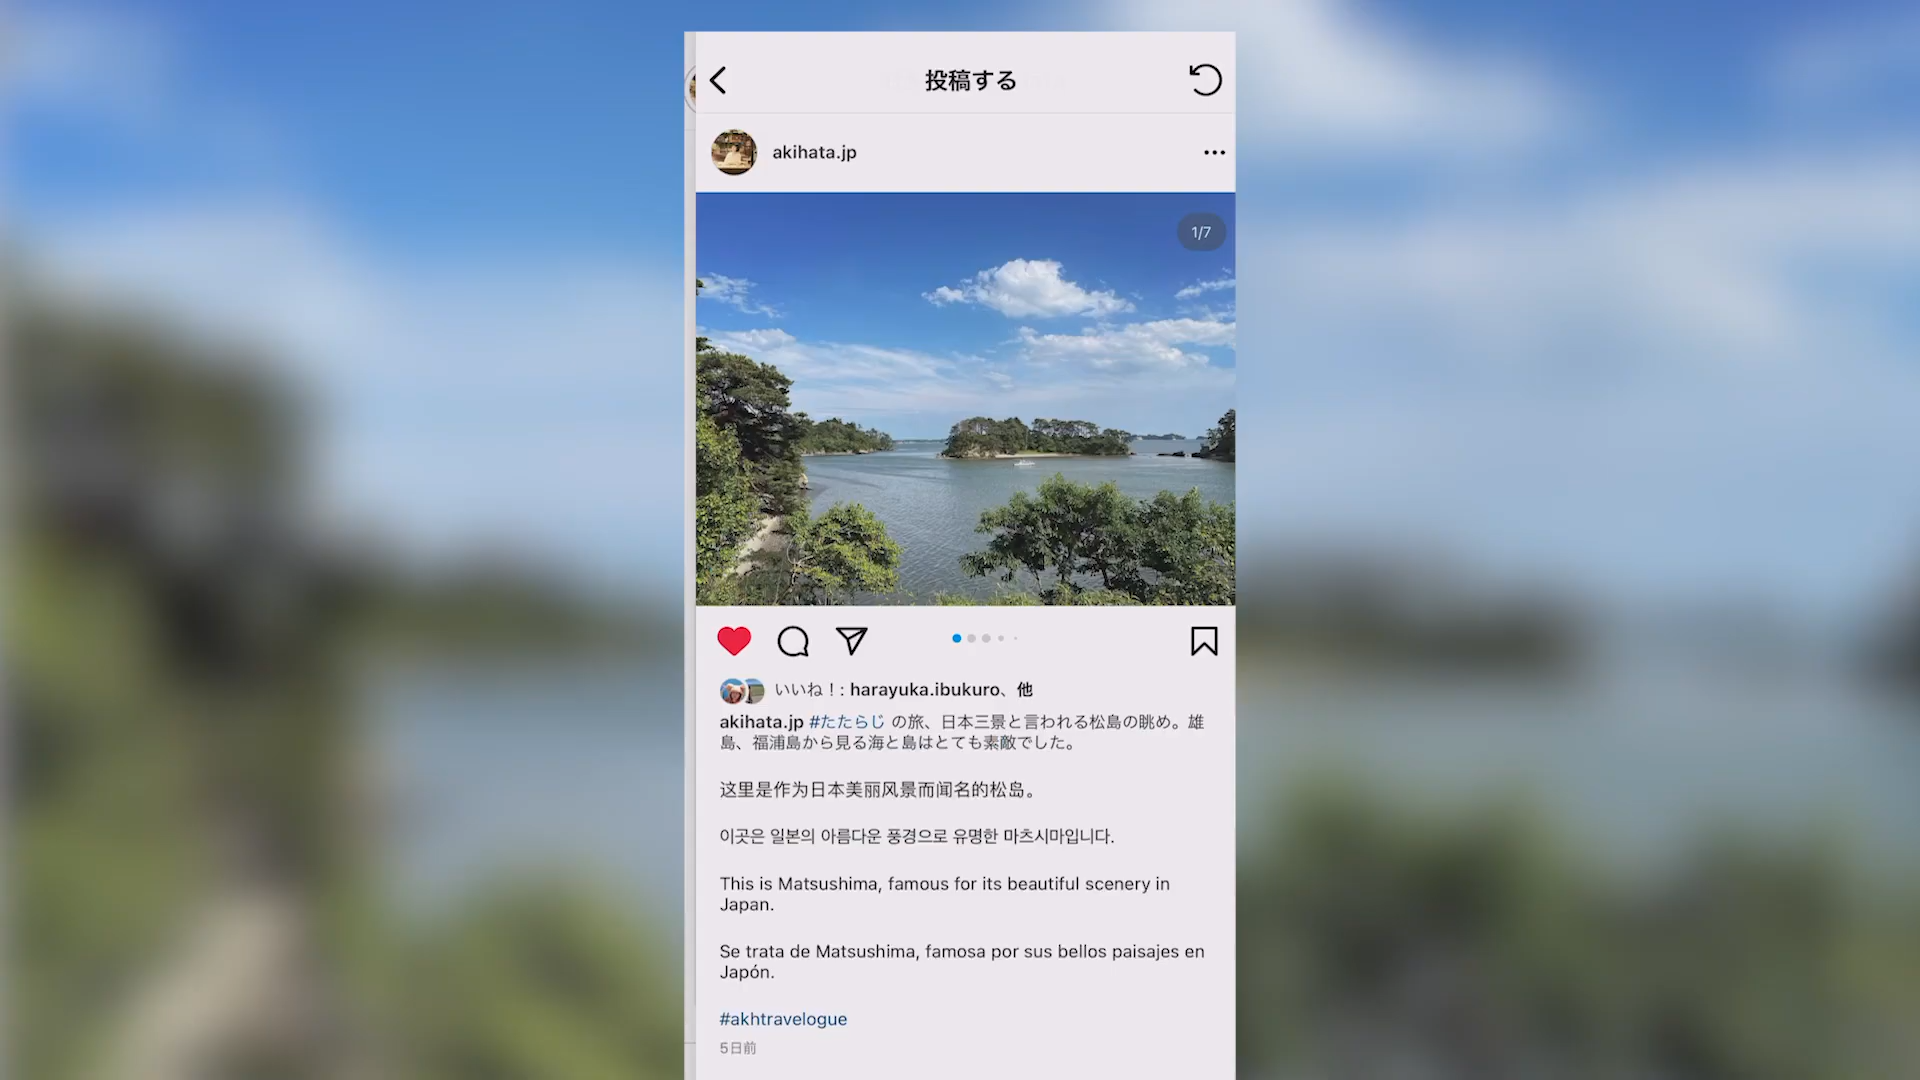 投稿する
akihata.jp
1/7
いいね！: harayuka.ibukuro、他
akihata.jp #たたらじ の旅、日本三景と言われる松島の眺め。雄
島、福浦島から見る海と島はとても素敵でした。
这里是作为日本美丽风景而闻名的松岛。
이곳은 일본의 아름다운 풍경으로 유명한 마츠시마입니다.
This is Matsushima, famous for its beautiful scenery in
Japan.
Se trata de Matsushima, famosa por sus bellos paisajes en
Japón.
#akhtravelogue
5日前